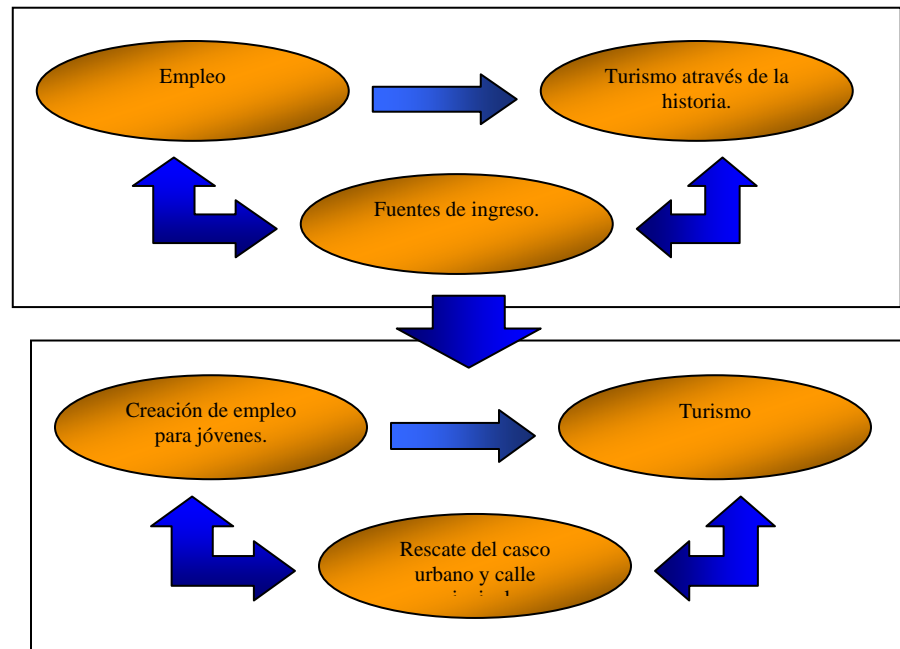 Empleo
Turismo através de la
historia.
Fuentes de ingreso.
Creación de empleo
para jóvenes.
Turismo
Rescate del casco
urbano y calle